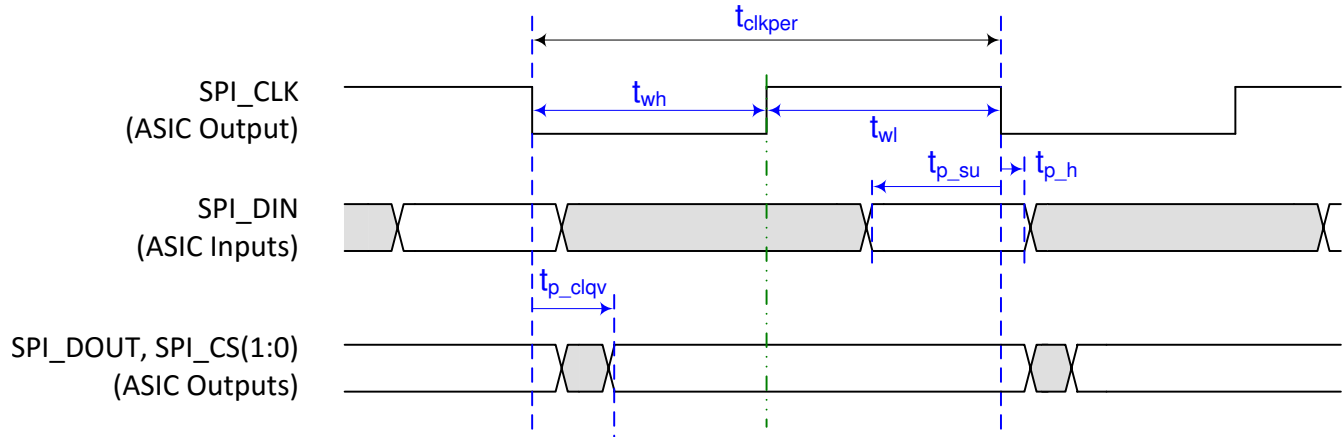 t_clkper
SPI_CLK
(ASIC Output)
t_wh
t_wl
t_p_su
t_p_h
SPI_DIN
(ASIC Inputs)
t_p_clqv
SPI_DOUT, SPI_CS(1:0)
(ASIC Outputs)